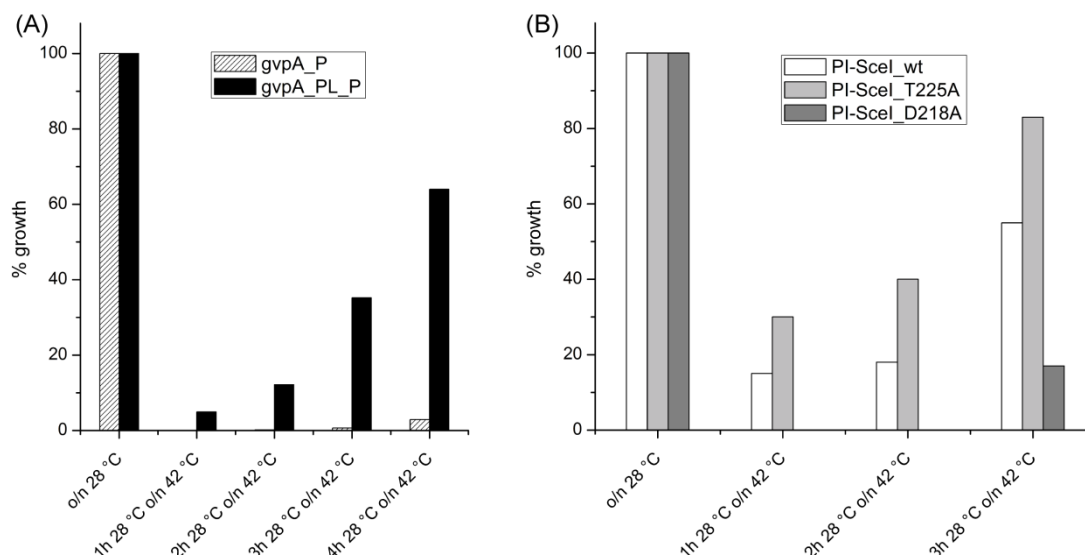 (A)
gvpA_P
gvpA_PL_P
% growth
100
80
60
40
20
0
o/n 28 °C
1h 28 °C o/n 42 °C
2h 28 °C o/n 42 °C
3h 28 °C o/n 42 °C
4h 28 °C o/n 42 °C
(B)
PI-SceI_wt
PI-SceI_T225A
PI-SceI_D218A
% growth
100
80
60
40
20
0
o/n 28 °C
1h 28 °C o/n 42 °C
2h 28 °C o/n 42 °C
3h 28 °C o/n 42 °C